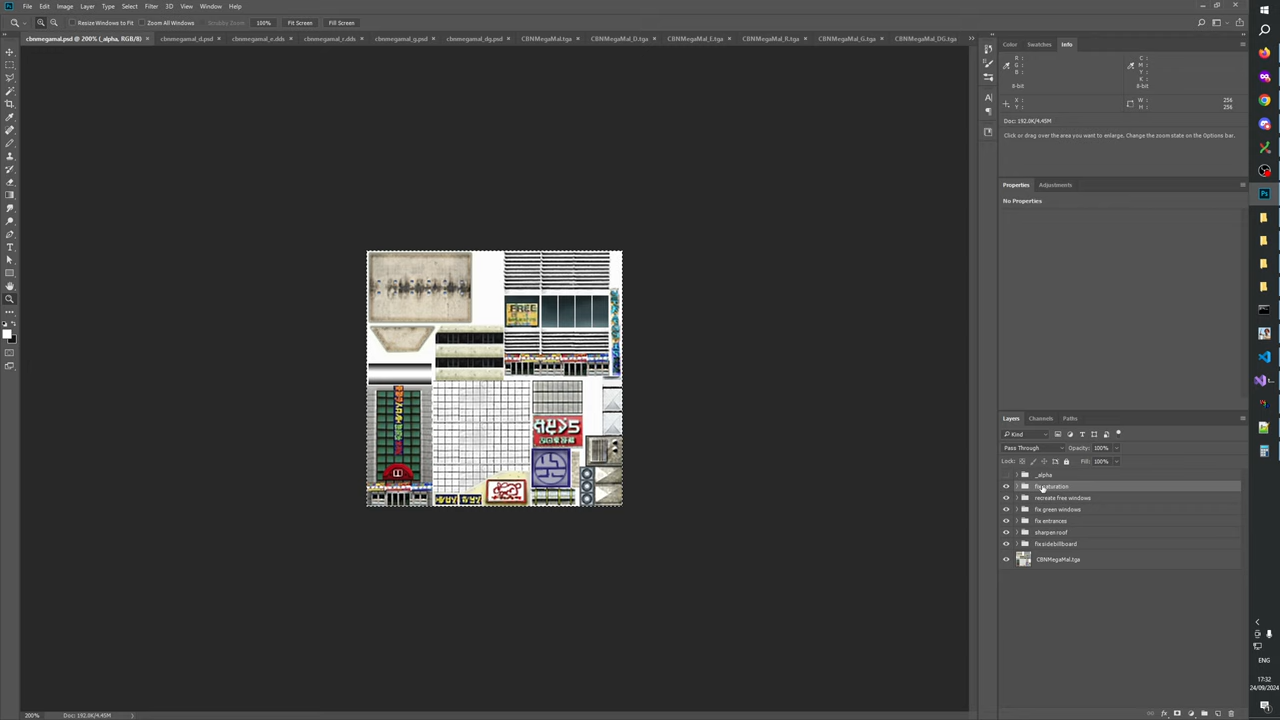 File Edit Image Layer Type Select Filter 3D View Window Help
Resize Windows to Fit Zoom All Windows Scrubby Zoom 100% Fit Screen Fill Screen
cbnmegamal.psd @ 200% (_alpha, RGB/8) × cbnmegamal_d.psd × cbnmegamal_e.dds × cbnmegamal_r.dds × cbnmegamal_g.psd × cbnmegamal_dg.psd × CBNMegaMal.tga × CBNMegaMal_D.tga × CBNMegaMal_E.tga × CBNMegaMal_R.tga × CBNMegaMal_G.tga × CBNMegaMal_DG.tga
Color Swatches Info
R : C :
G : M :
B : Y :
K :
8-bit 8-bit
X : W : 256
Y : H : 256
Doc: 192.0K/4.45M
Click or drag over the area you want to enlarge. Change the zoom state on the Options bar.
Properties Adjustments
No Properties
FREE
Layers Channels Paths
Kind
Pass Through Opacity: 100%
Lock: Fill: 100%
_alpha
recreate free windows
fix green windows
fix entrances
sharpen roof
fix side billboard
CBNMegaMal.tga
ENG
17:32
24/09/2024
200% Doc: 192.0K/4.45M